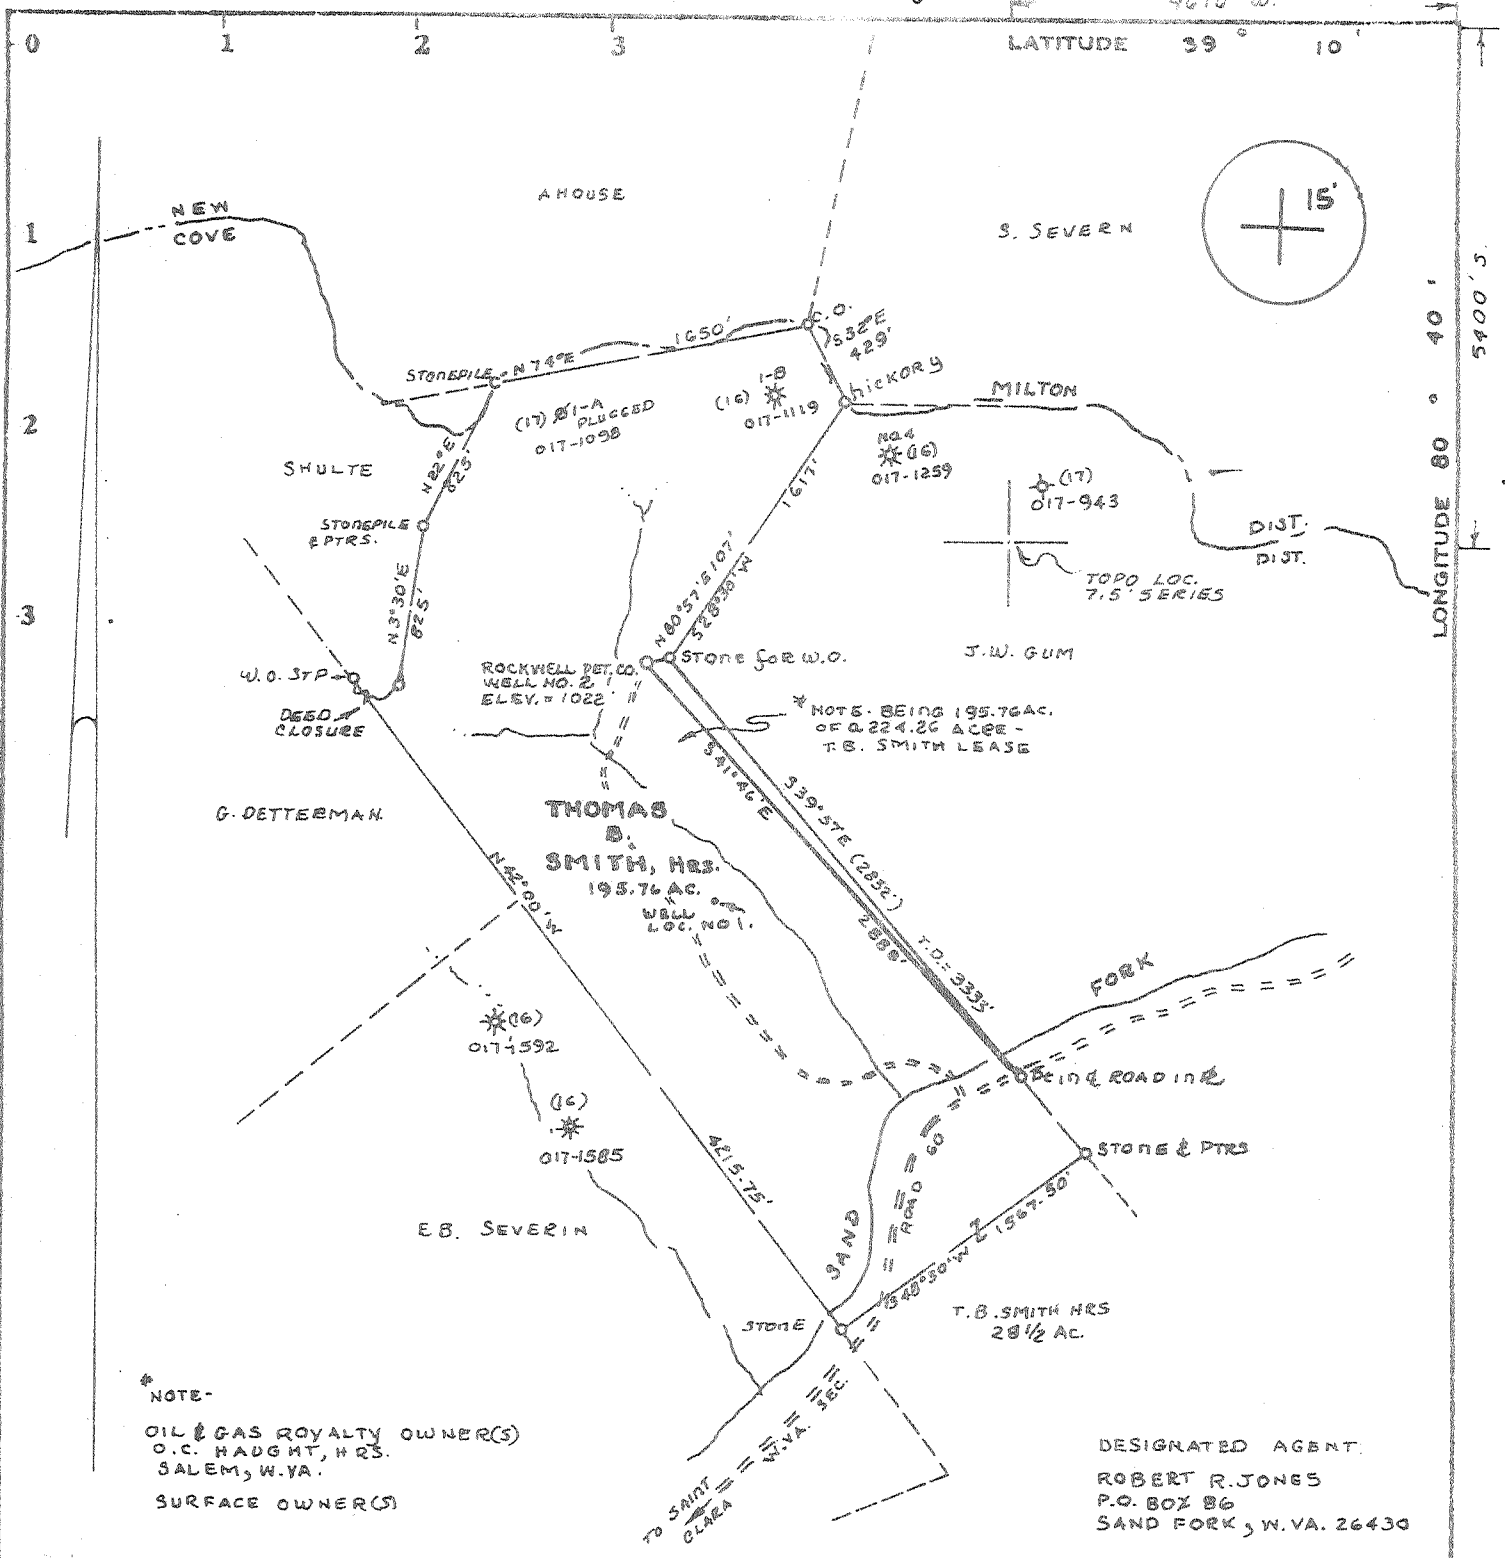 0 1 2 3
LATITUDE 39° 10'
1
2
3
NEW
COVE
A HOUSE
S. SEVERN
15'
LONGITUDE 80° 40'
5400' S.
C.O.
S32°E
429'
1650'
N74°E
STONEPILE
hickory
MILTON
1-B
(16)
017-1119
(17) 1-A
PLUGGED
017-1098
NO.4
(16)
017-1259
(17)
017-943
SHULTE
N22°E
825'
1617'
STONEPILE
& PTRS.
DIST.
DIST.
TOPO LOC.
7.5' SERIES
N3°30'E
825'
N80°57'E 107'
S28°30'W
STONE FOR W.O.
J.W. GUM
W.O. STP
ROCKWELL PET. CO.
WELL NO. 2
ELEV. = 1022'
DEED
CLOSURE
*NOTE- BEING 195.76 AC.
OF A 224.26 ACRE -
T.B. SMITH LEASE
S41°46'E
2888'
S39°57'E (2852')
T.D. = 3333'
G. DETTERMAN
THOMAS
B.
SMITH, HRS.
195.76 AC.
WELL
LOC. NO 1.
N42°00'W
4215.75'
FORK
(16)
017-1592
(16)
017-1585
ROAD IN
STONE & PTRS
ROAD 60
SAND
S48°30'W 1567.50'
E.B. SEVERIN
STONE
T.B. SMITH HRS
28 1/2 AC.
W.VA. SEC.
TO SAINT
CLARA
*NOTE-
OIL & GAS ROYALTY OWNER(S)
O.C. HAUGHT, HRS.
SALEM, W.VA.
SURFACE OWNER(S)
DESIGNATED AGENT:
ROBERT R. JONES
P.O. BOX 86
SAND FORK, W. VA. 26430